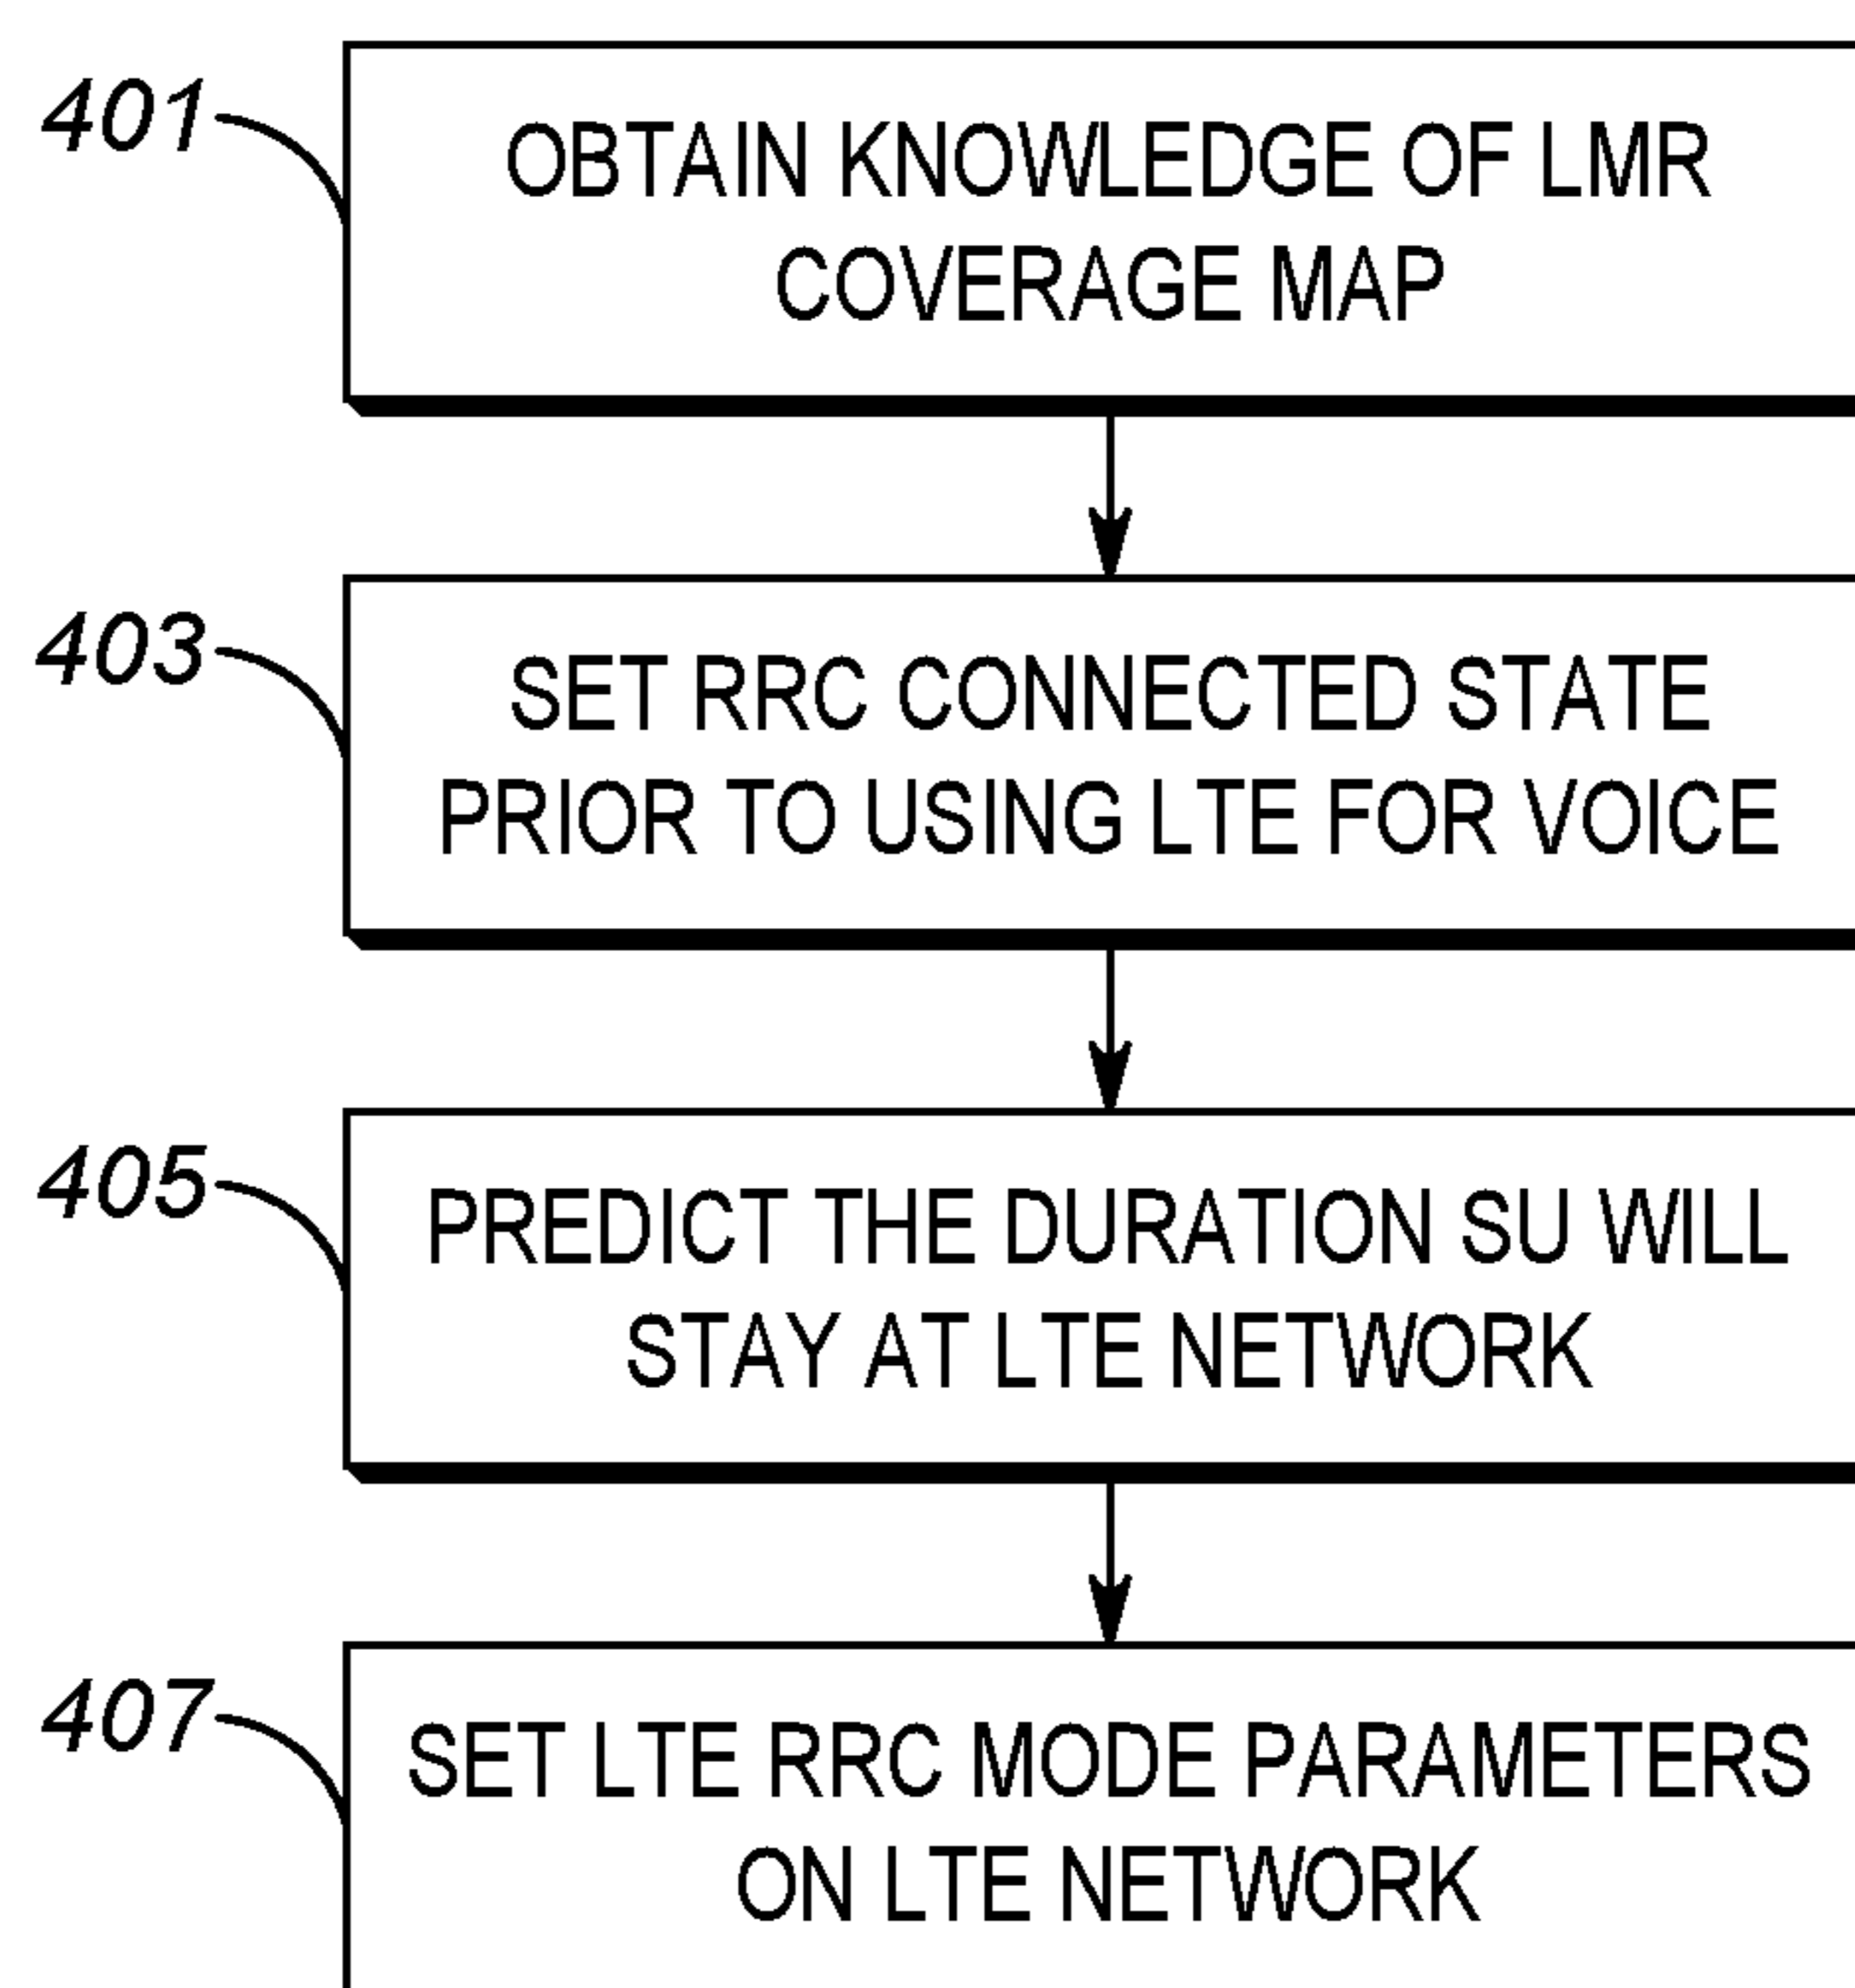 401
OBTAIN KNOWLEDGE OF LMR
COVERAGE MAP
403
SET RRC CONNECTED STATE
PRIOR TO USING LTE FOR VOICE
405
PREDICT THE DURATION SU WILL
STAY AT LTE NETWORK
407
SET LTE RRC MODE PARAMETERS
ON LTE NETWORK